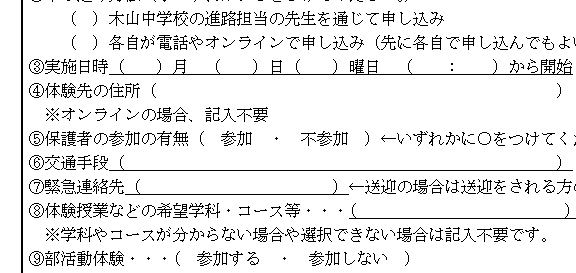 （　）木山中学校の進路担当の先生を通じて申し込み
（　）各自が電話やオンラインで申し込み（先に各自で申し込んでもよい
③実施日時（　　）月　（　　）日（　　）曜日　（　　：　　）から開始
④体験先の住所（　　　　　　　　　　　　　　　　　　　　　　　）
※オンラインの場合、記入不要
⑤保護者の参加の有無（　参加　・　不参加　）←いずれかに○をつけてく
⑥交通手段（　　　　　　　　　　　　　　　　　　　　　　　　　）
⑦緊急連絡先（　　　　　　　　　　　）←送迎の場合は送迎をされる方の
⑧体験授業などの希望学科・コース等・・・（　　　　　　　　　　　）
※学科やコースが分からない場合や選択できない場合は記入不要です。
⑨部活動体験・・・（　参加する　・　参加しない　）